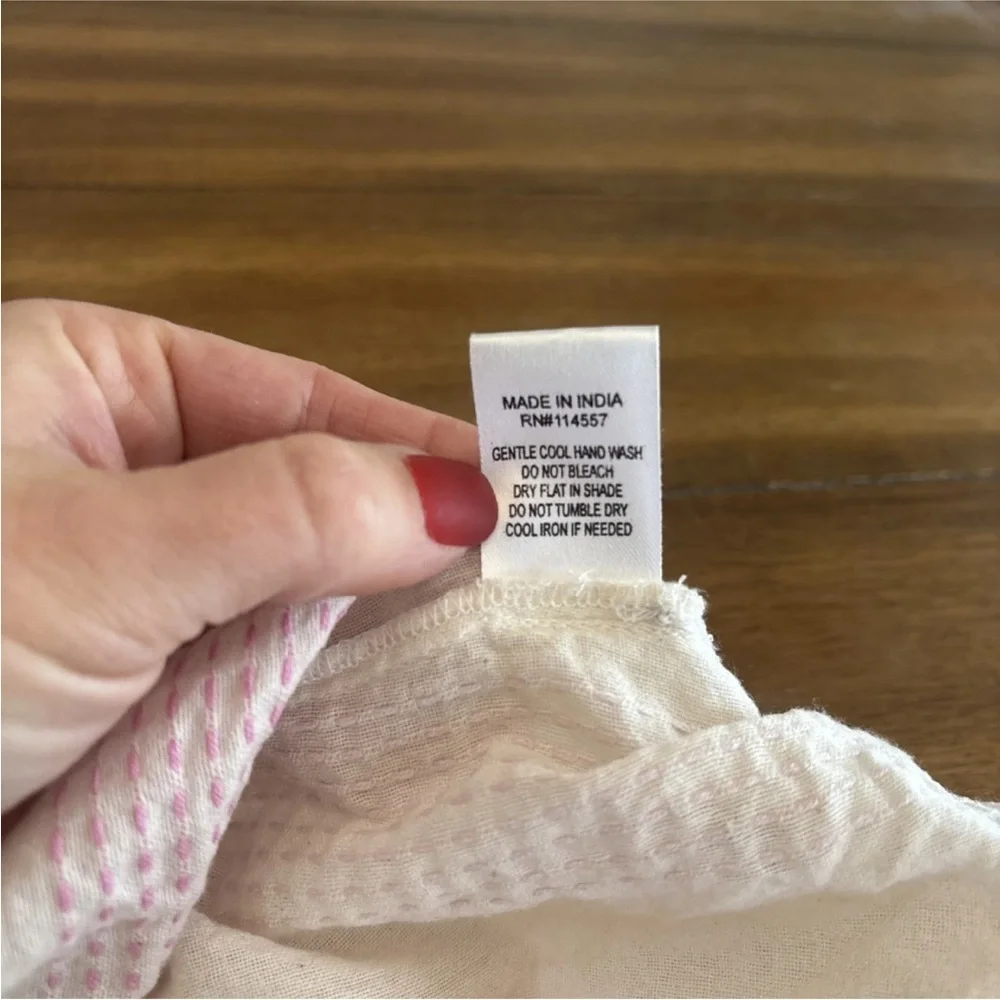 MADE IN INDIA
RN#114557
GENTLE COOL HAND WASH
DO NOT BLEACH
DRY FLAT IN SHADE
DO NOT TUMBLE DRY
COOL IRON IF NEEDED